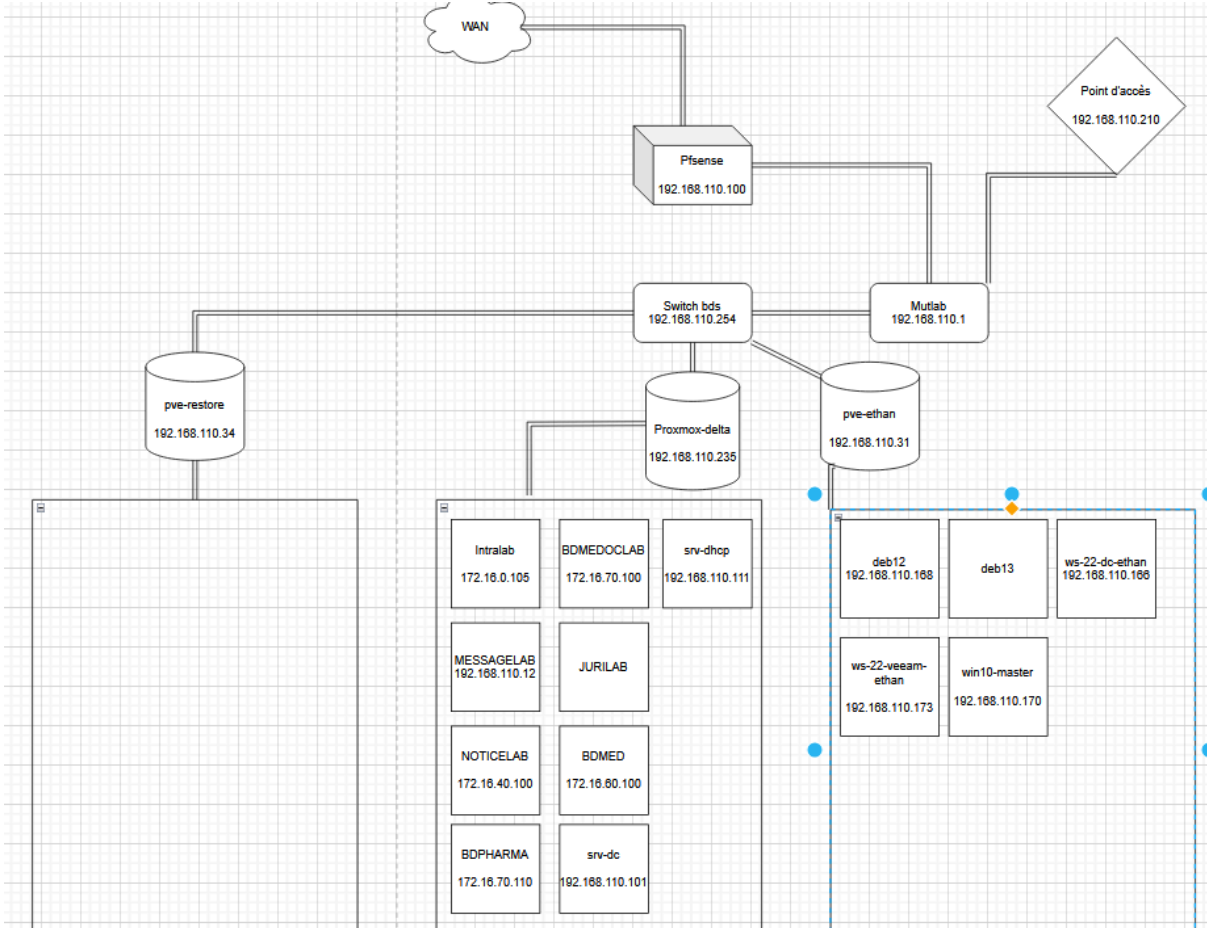 WAN
Point d'accès
192.168.110.210
Pfsense
192.168.110.100
Switch bds
192.168.110.254
Mutlab
192.168.110.1
pve-restore
192.168.110.34
Proxmox-delta
192.168.110.235
pve-ethan
192.168.110.31
Intralab
172.16.0.105
BDMEDOCLAB
172.16.70.100
srv-dhcp
192.168.110.111
MESSAGELAB
192.168.110.12
JURILAB
NOTICELAB
172.16.40.100
BDMED
172.16.60.100
BDPHARMA
172.16.70.110
srv-dc
192.168.110.101
deb12
192.168.110.168
deb13
ws-22-dc-ethan
192.168.110.166
ws-22-veeam-
ethan
192.168.110.173
win10-master
192.168.110.170